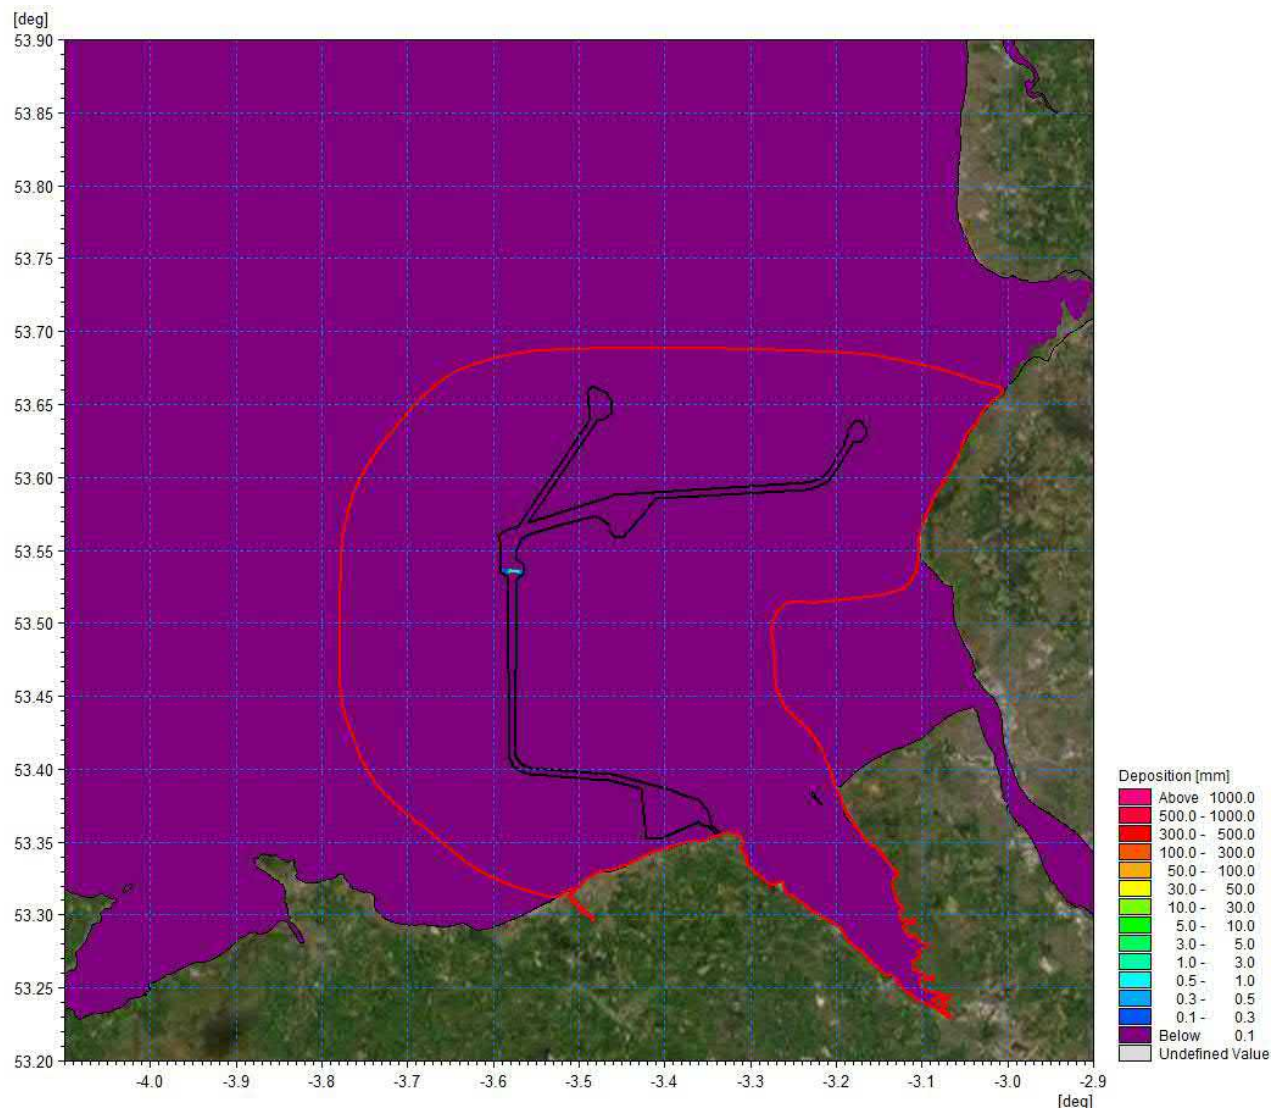 [deg]
53.90
53.85
53.80
53.75
53.70
53.65
53.60
53.55
53.50
53.45
53.40
53.35
53.30
53.25
53.20
-4.0 -3.9 -3.8 -3.7 -3.6 -3.5 -3.4 -3.3 -3.2 -3.1 -3.0 -2.9
[deg]
Deposition [mm]
Above 1000.0
500.0 - 1000.0
300.0 - 500.0
100.0 - 300.0
50.0 - 100.0
30.0 - 50.0
10.0 - 30.0
5.0 - 10.0
3.0 - 5.0
1.0 - 3.0
0.5 - 1.0
0.3 - 0.5
0.1 - 0.3
Below 0.1
Undefined Value